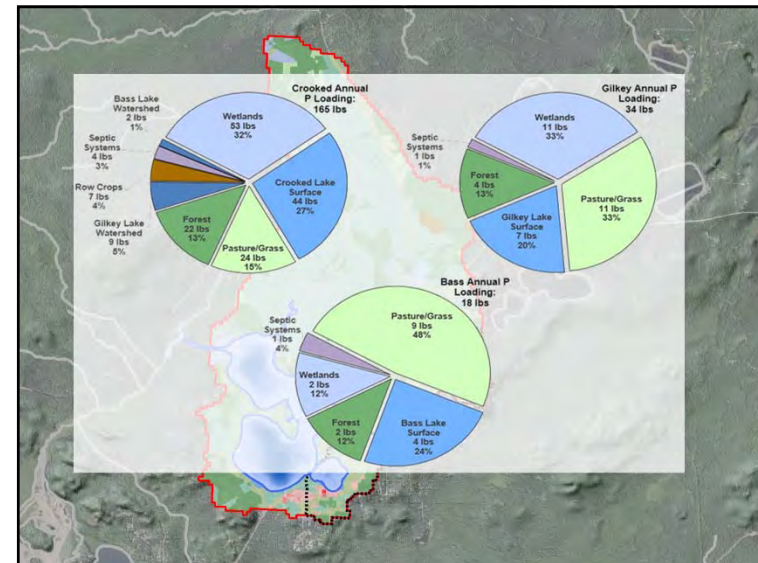 Crooked Annual
P Loading:
165 lbs
Wetlands
53 lbs
32%
Crooked Lake
Surface
44 lbs
27%
Pasture/Grass
24 lbs
15%
Forest
22 lbs
13%
Gilkey Lake
Watershed
9 lbs
5%
Row Crops
7 lbs
4%
Septic
Systems
4 lbs
3%
Bass Lake
Watershed
2 lbs
1%
Gilkey Annual P
Loading:
34 lbs
Wetlands
11 lbs
33%
Pasture/Grass
11 lbs
33%
Gilkey Lake
Surface
7 lbs
20%
Forest
4 lbs
13%
Septic
Systems
1 lbs
1%
Bass Annual P
Loading:
18 lbs
Pasture/Grass
9 lbs
48%
Bass Lake
Surface
4 lbs
24%
Forest
2 lbs
12%
Wetlands
2 lbs
12%
Septic
Systems
1 lbs
4%